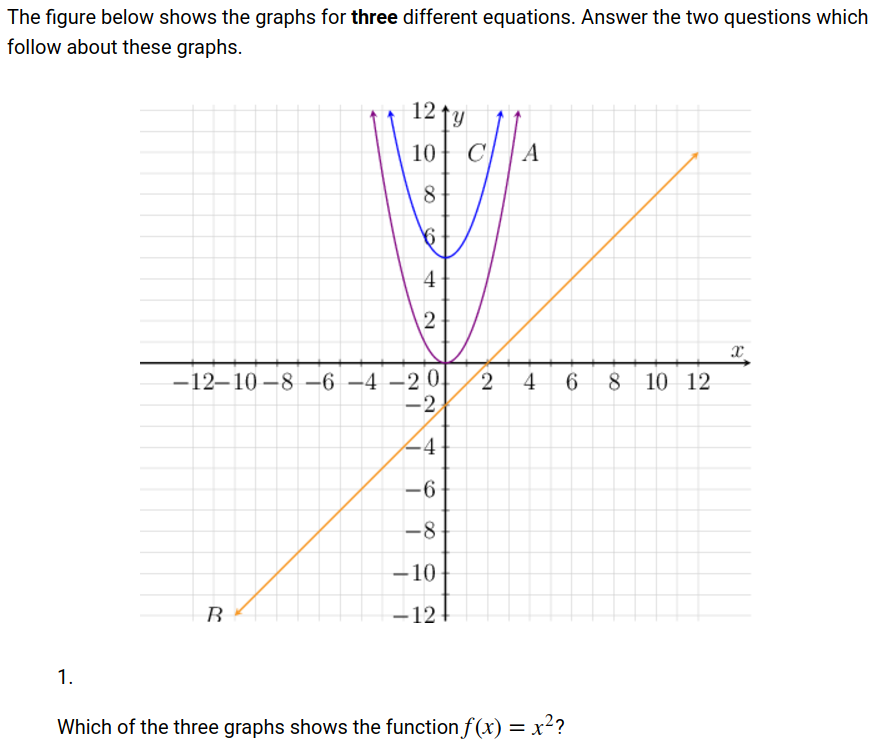 The figure below shows the graphs for three different equations. Answer the two questions which
follow about these graphs.
12 y
10 C A
8
6
4
2
x
−12 −10 −8 −6 −4 −2 0 2 4 6 8 10 12
−2
−4
−6
−8
−10
B −12
1.
Which of the three graphs shows the function f(x) = x²?